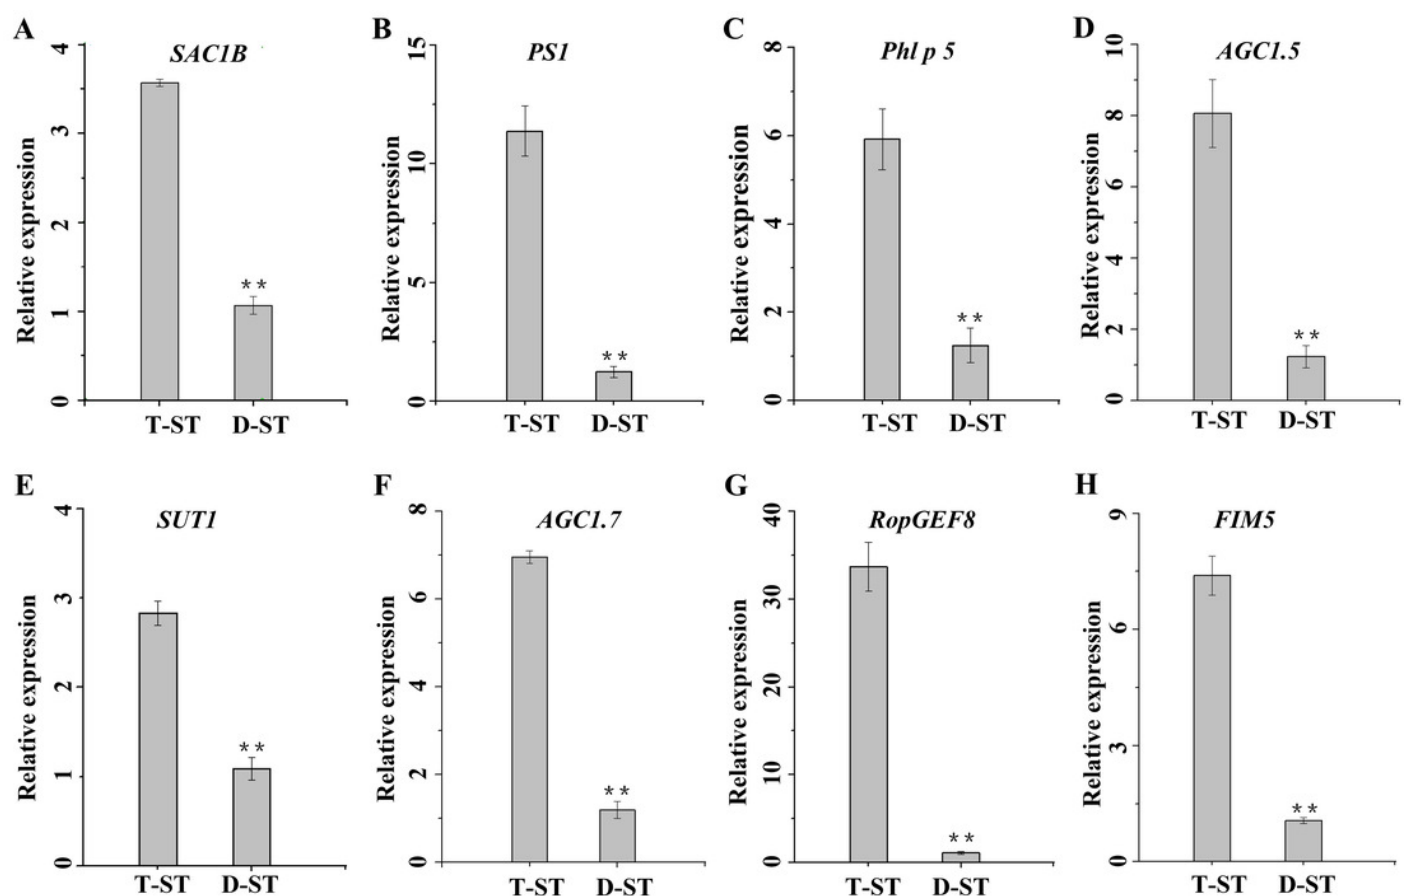 A
SAC1B
4
3
2
1
0
Relative expression
T-ST D-ST
**
B
PS1
15
10
5
0
Relative expression
T-ST D-ST
**
C
Phl p 5
8
6
4
2
0
Relative expression
T-ST D-ST
**
D
AGC1.5
10
8
6
4
2
0
Relative expression
T-ST D-ST
**
E
SUT1
4
3
2
1
0
Relative expression
T-ST D-ST
**
F
AGC1.7
8
6
4
2
0
Relative expression
T-ST D-ST
**
G
RopGEF8
40
30
20
10
0
Relative expression
T-ST D-ST
**
H
FIM5
9
6
3
0
Relative expression
T-ST D-ST
**